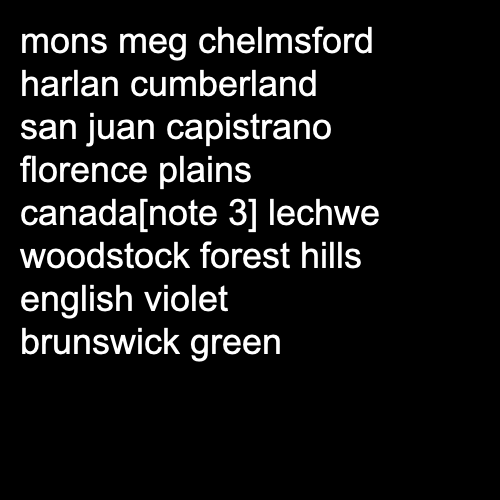 mons meg chelmsford
harlan cumberland
san juan capistrano
florence plains
canada[note 3] lechwe
woodstock forest hills
english violet
brunswick green